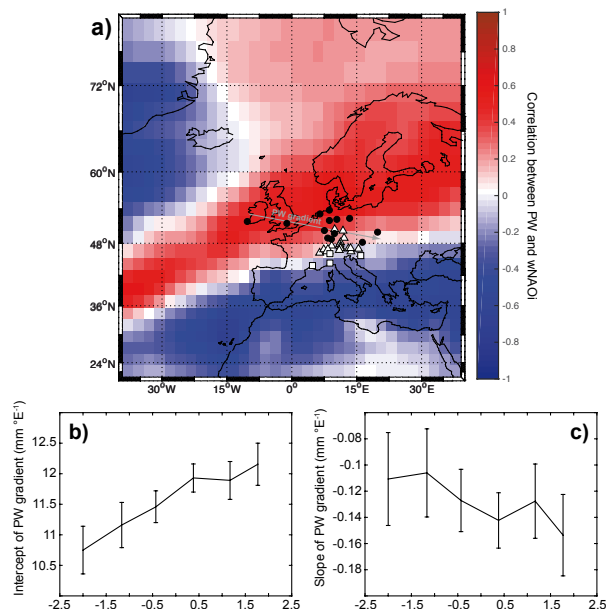 a)
72°N
60°N
48°N
36°N
24°N
30°W
15°W
0°
15°E
30°E
PW gradient
1
0.8
0.6
0.4
0.2
0
-0.2
-0.4
-0.6
-0.8
-1
Correlation between PW and wNAOi
b)
Intercept of PW gradient (mm °E⁻¹)
12.5
12
11.5
11
10.5
-2.5
-1.5
-0.5
0.5
1.5
2.5
c)
Slope of PW gradient (mm °E⁻¹)
-0.08
-0.1
-0.12
-0.14
-0.16
-0.18
-2.5
-1.5
-0.5
0.5
1.5
2.5